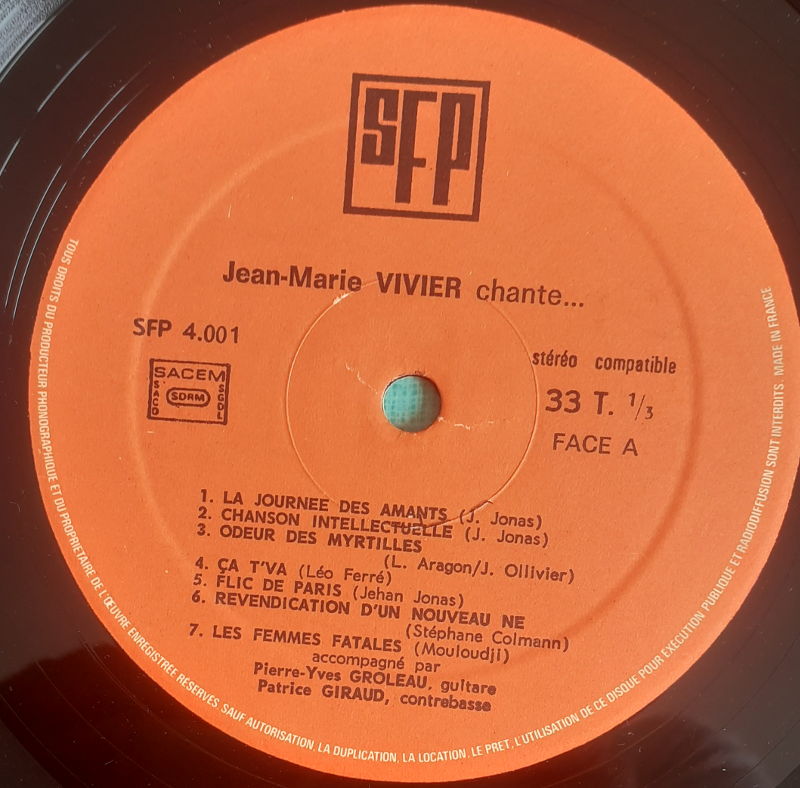 SFP
Jean-Marie VIVIER chante...
SFP 4.001
stéréo compatible
SACEM
SACD
SDRM
SGDL
33 T. 1/3
FACE A
1. LA JOURNEE DES AMANTS (J. Jonas)
2. CHANSON INTELLECTUELLE (J. Jonas)
3. ODEUR DES MYRTILLES
(L. Aragon/J. Ollivier)
4. ÇA T'VA (Léo Ferré)
5. FLIC DE PARIS (Jehan Jonas)
6. REVENDICATION D'UN NOUVEAU NE
(Stéphane Colmann)
7. LES FEMMES FATALES (Mouloudji)
accompagné par
Pierre-Yves GROLEAU, guitare
Patrice GIRAUD, contrebasse
TOUS DROITS DU PRODUCTEUR PHONOGRAPHIQUE ET DU PROPRIETAIRE DE L'ŒUVRE ENREGISTREE RESERVES. SAUF AUTORISATION, LA DUPLICATION, LA LOCATION, LE PRET, L'UTILISATION DE CE DISQUE POUR EXECUTION PUBLIQUE ET RADIODIFFUSION SONT INTERDITS. MADE IN FRANCE